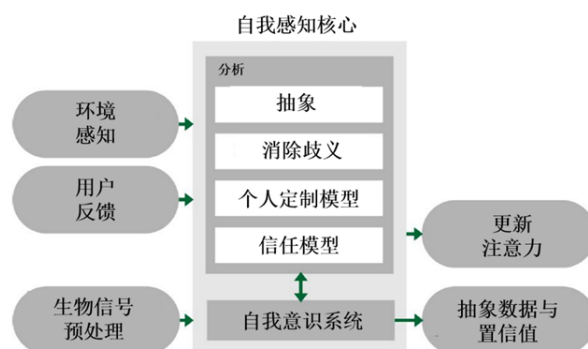 自我感知核心
分析
抽象
消除歧义
个人定制模型
信任模型
自我意识系统
环境
感知
用户
反馈
生物信号
预处理
更新
注意力
抽象数据与
置信值